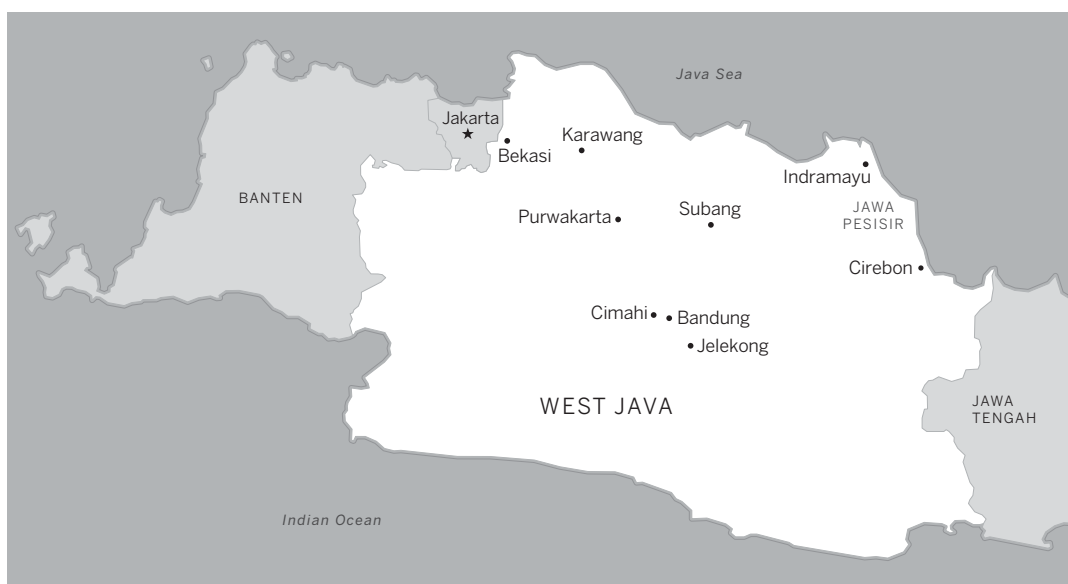 Java Sea
Jakarta
Karawang
Bekasi
Indramayu
BANTEN
Purwakarta
Subang
JAWA
PESISIR
Cirebon
Cimahi
Bandung
Jelekong
WEST JAVA
JAWA
TENGAH
Indian Ocean